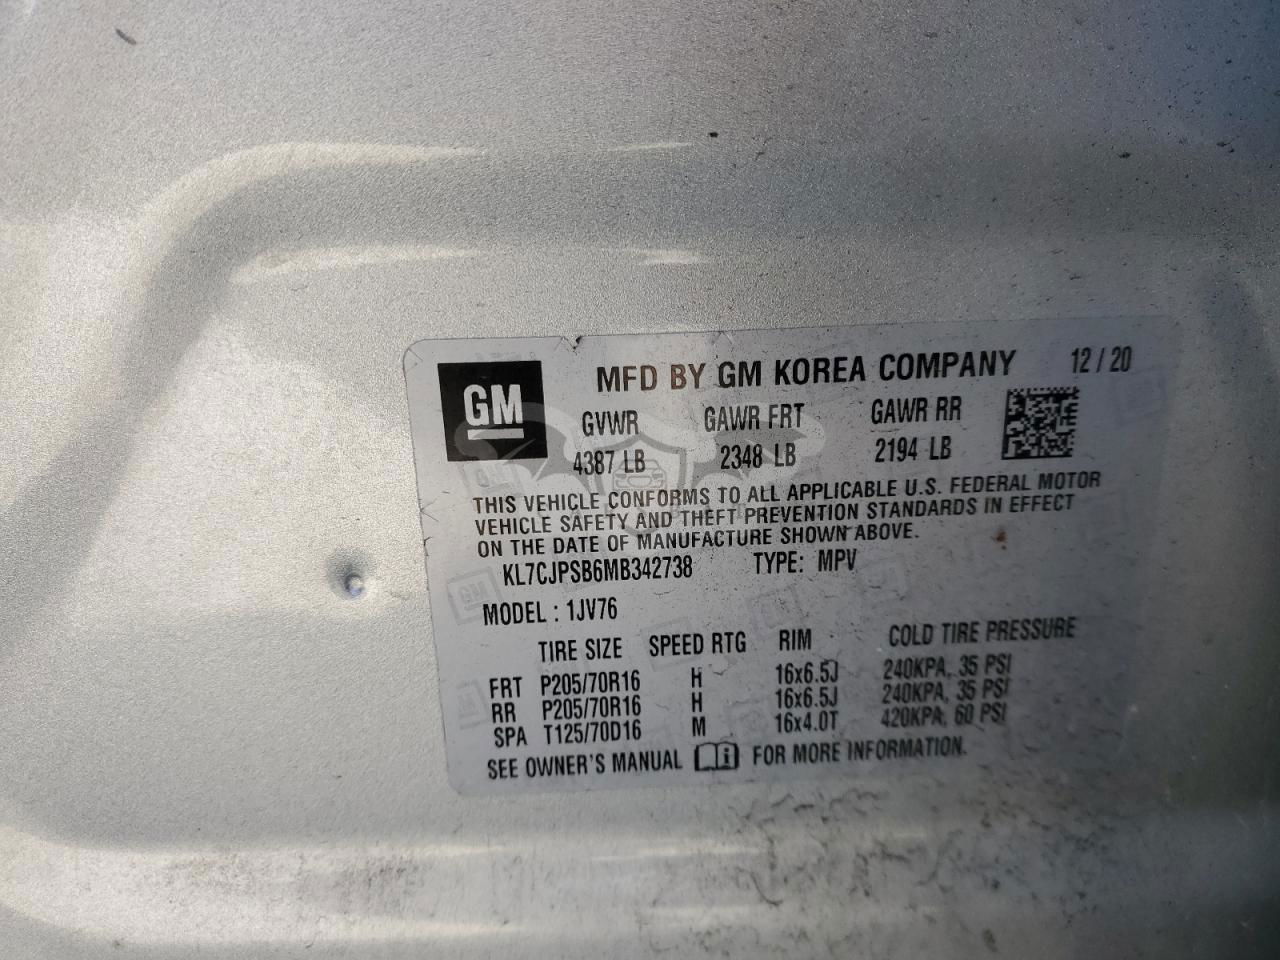 GM
MFD BY GM KOREA COMPANY 12 / 20
GVWR GAWR FRT GAWR RR
4387 LB 2348 LB 2194 LB
THIS VEHICLE CONFORMS TO ALL APPLICABLE U.S. FEDERAL MOTOR
VEHICLE SAFETY AND THEFT PREVENTION STANDARDS IN EFFECT
ON THE DATE OF MANUFACTURE SHOWN ABOVE.
KL7CJPSB6MB342738 TYPE: MPV
MODEL : 1JV76
TIRE SIZE SPEED RTG RIM COLD TIRE PRESSURE
FRT P205/70R16 H 16x6.5J 240KPA, 35 PSI
RR P205/70R16 H 16x6.5J 240KPA, 35 PSI
SPA T125/70D16 M 16x4.0T 420KPA, 60 PSI
SEE OWNER'S MANUAL FOR MORE INFORMATION.